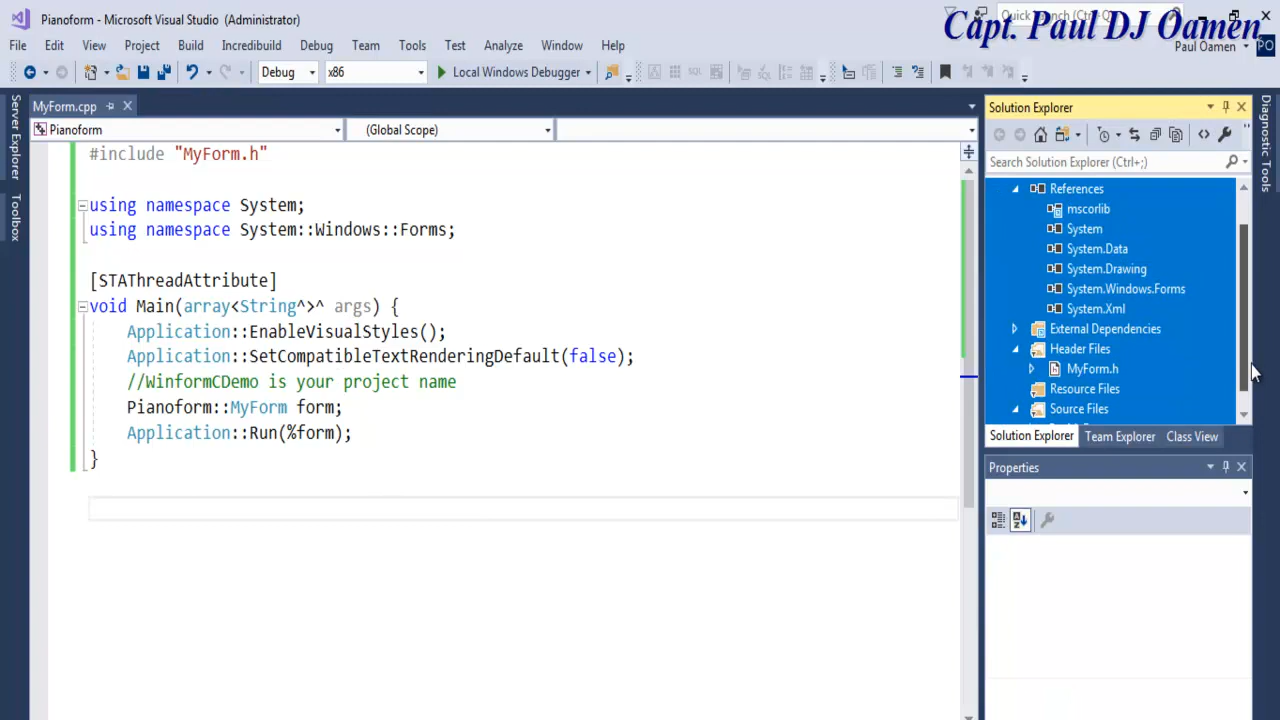 Pianoform - Microsoft Visual Studio (Administrator)
Capt. Paul DJ Oamen
File Edit View Project Build Incredibuild Debug Team Tools Test Analyze Window Help
Paul Oamen
PO
Debug x86 Local Windows Debugger
MyForm.cpp
Pianoform (Global Scope)
#include "MyForm.h"
using namespace System;
using namespace System::Windows::Forms;
[STAThreadAttribute]
void Main(array<String^>^ args) {
Application::EnableVisualStyles();
Application::SetCompatibleTextRenderingDefault(false);
//WinformCDemo is your project name
Pianoform::MyForm form;
Application::Run(%form);
}
Server Explorer
Toolbox
Solution Explorer
Search Solution Explorer (Ctrl+;)
References
mscorlib
System
System.Data
System.Drawing
System.Windows.Forms
System.Xml
External Dependencies
Header Files
MyForm.h
Resource Files
Source Files
Solution Explorer Team Explorer Class View
Properties
Diagnostic Tools